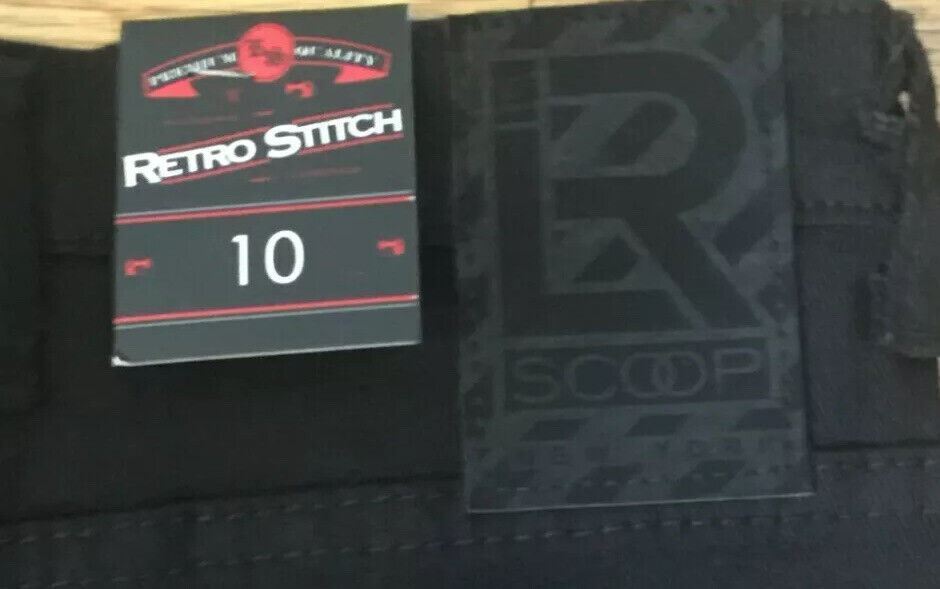 PREMIUM QUALITY
RETRO STITCH
10
R
SCOOP